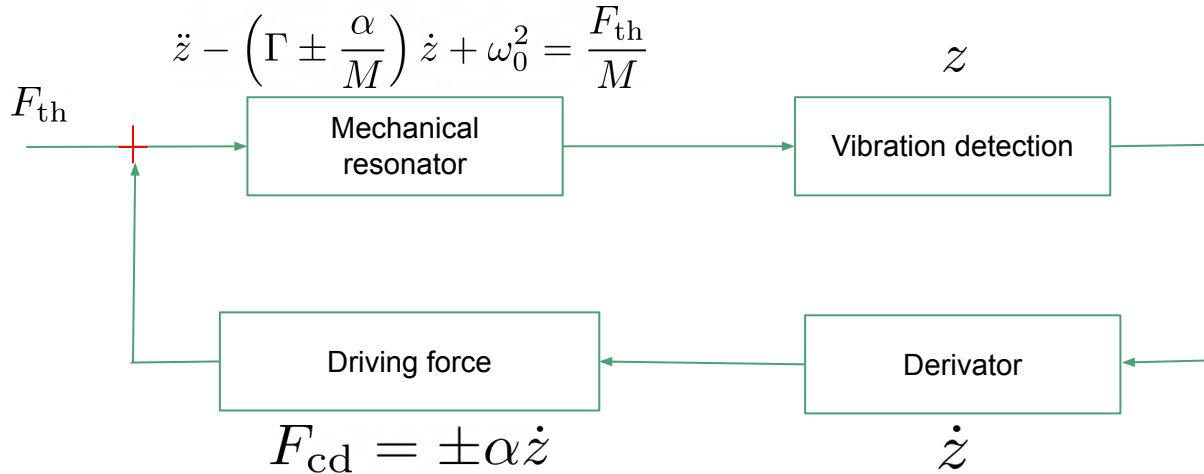 z̈ − (Γ ± α/M) ż + ω₀² = F_th/M
z
F_th
Mechanical
resonator
Vibration detection
Driving force
Derivator
F_cd = ±αż
ż